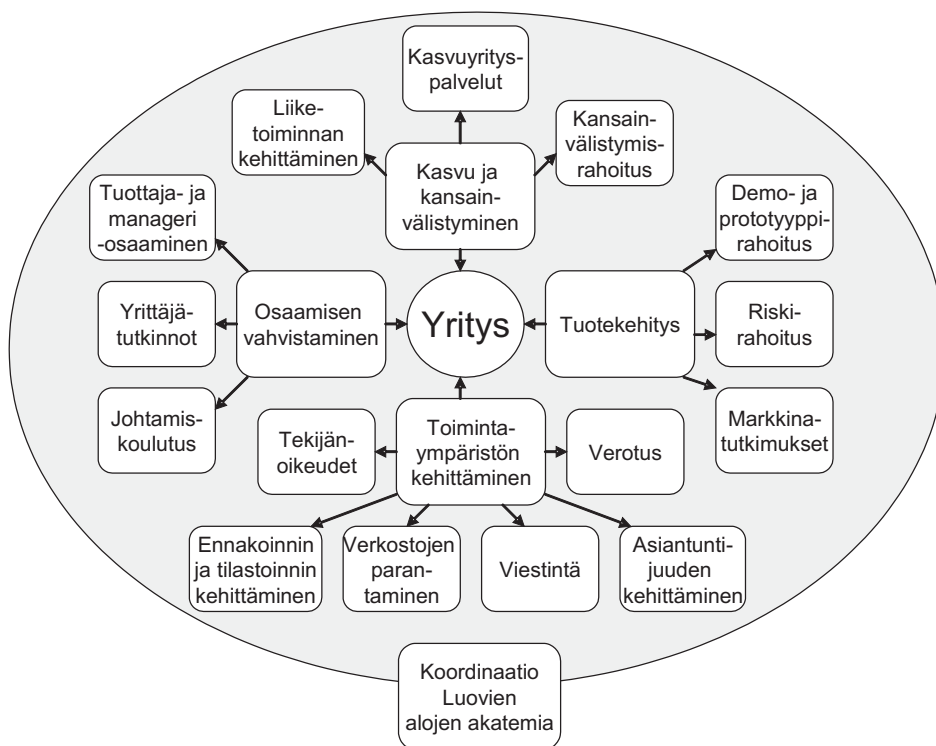 Kasvuyritys-
palvelut
Liike-
toiminnan
kehittäminen
Kansain-
välistymis-
rahoitus
Kasvu ja
kansain-
välistyminen
Tuottaja- ja
manageri
-osaaminen
Demo- ja
prototyyppi-
rahoitus
Yrittäjä-
tutkinnot
Osaamisen
vahvistaminen
Yritys
Tuotekehitys
Riski-
rahoitus
Johtamis-
koulutus
Tekijän-
oikeudet
Toiminta-
ympäristön
kehittäminen
Verotus
Markkina-
tutkimukset
Ennakoinnin
ja tilastoinnin
kehittäminen
Verkostojen
paran-
taminen
Viestintä
Asiantunti-
juuden
kehittäminen
Koordinaatio
Luovien
alojen akatemia